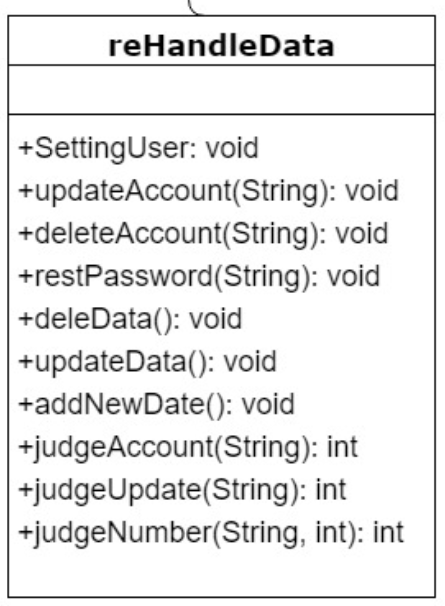 reHandleData
+SettingUser: void
+updateAccount(String): void
+deleteAccount(String): void
+restPassword(String): void
+deleData(): void
+updateData(): void
+addNewDate(): void
+judgeAccount(String): int
+judgeUpdate(String): int
+judgeNumber(String, int): int